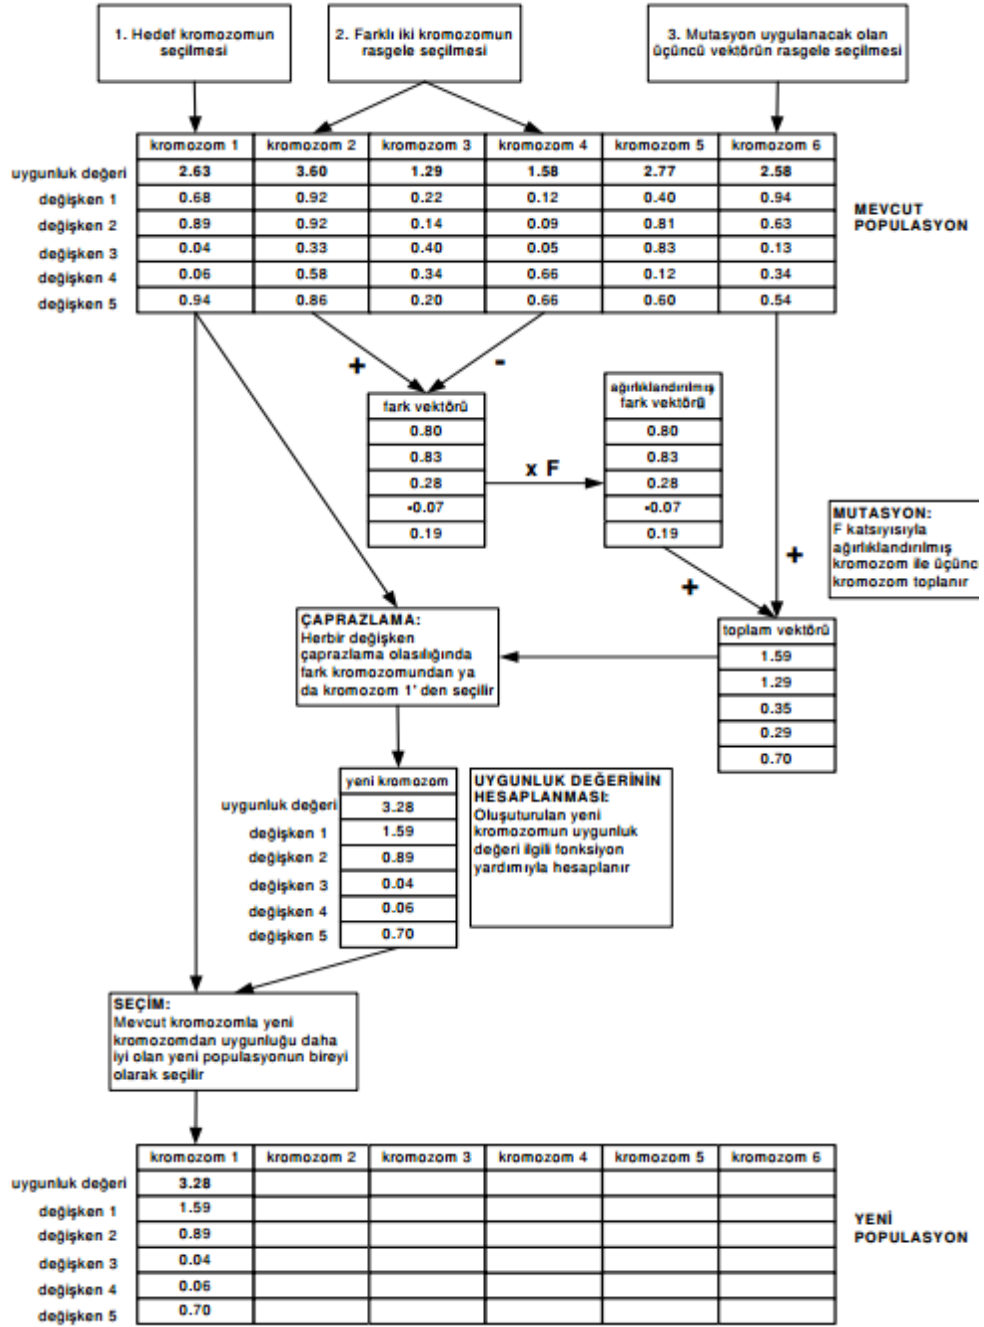 1. Hedef kromozomun
seçilmesi
2. Farklı iki kromozomun
rasgele seçilmesi
3. Mutasyon uygulanacak olan
üçüncü vektörün rasgele seçilmesi
kromozom 1 kromozom 2 kromozom 3 kromozom 4 kromozom 5 kromozom 6
uygunluk değeri 2.63 3.60 1.29 1.58 2.77 2.58
değişken 1 0.68 0.92 0.22 0.12 0.40 0.94
değişken 2 0.89 0.92 0.14 0.09 0.81 0.63
değişken 3 0.04 0.33 0.40 0.05 0.83 0.13
değişken 4 0.06 0.58 0.34 0.66 0.12 0.34
değişken 5 0.94 0.86 0.20 0.66 0.60 0.54
MEVCUT
POPULASYON
+ -
fark vektörü
0.80
0.83
0.28
-0.07
0.19
x F
ağırlıklandırılmış
fark vektörü
0.80
0.83
0.28
-0.07
0.19
+
+
MUTASYON:
F katsıyısıyla
ağırlıklandırılmış
kromozom ile üçünc
kromozom toplanır
toplam vektörü
1.59
1.29
0.35
0.29
0.70
ÇAPRAZLAMA:
Herbir değişken
çaprazlama olasılığında
fark kromozomundan ya
da kromozom 1' den seçilir
yeni kromozom
uygunluk değeri 3.28
değişken 1 1.59
değişken 2 0.89
değişken 3 0.04
değişken 4 0.06
değişken 5 0.70
UYGUNLUK DEĞERİNİN
HESAPLANMASI:
Oluşuturulan yeni
kromozomun uygunluk
değeri ilgili fonksiyon
yardımıyla hesaplanır
SEÇİM:
Mevcut kromozomla yeni
kromozomdan uygunluğu daha
iyi olan yeni populasyonun bireyi
olarak seçilir
kromozom 1 kromozom 2 kromozom 3 kromozom 4 kromozom 5 kromozom 6
uygunluk değeri 3.28
değişken 1 1.59
değişken 2 0.89
değişken 3 0.04
değişken 4 0.06
değişken 5 0.70
YENİ
POPULASYON